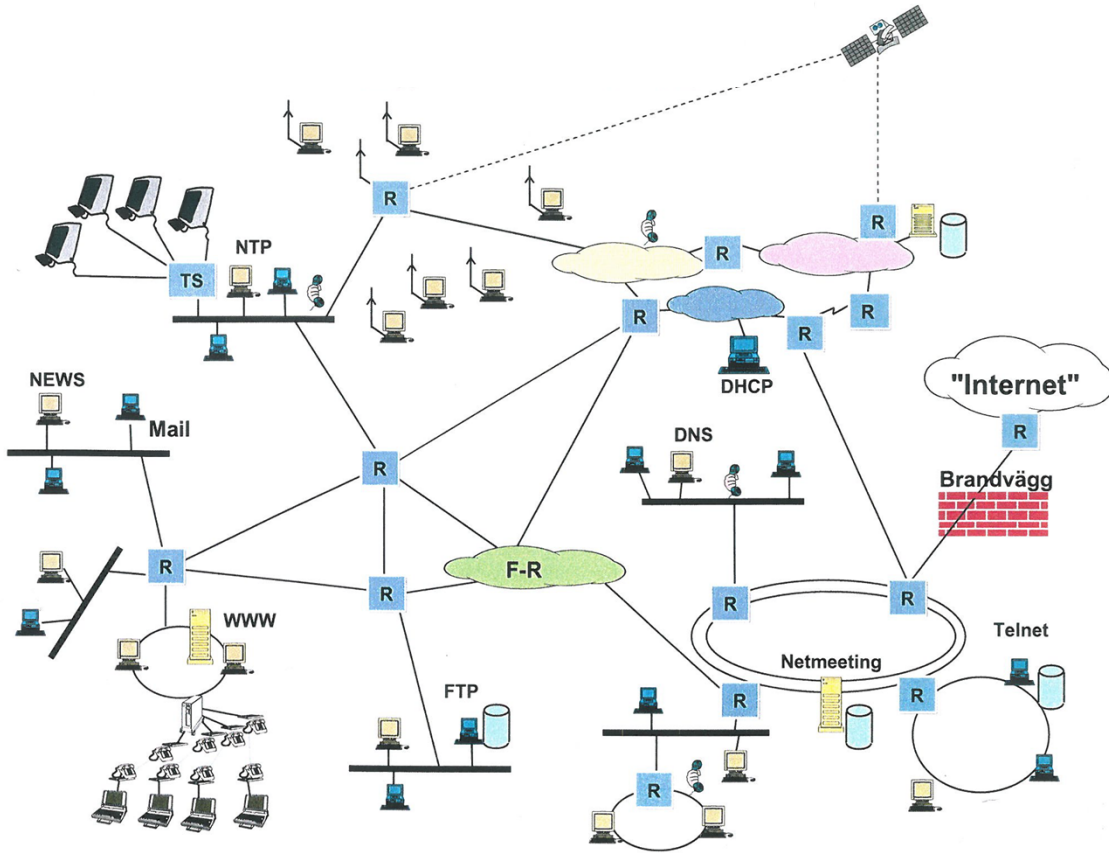 R
R
NTP
TS
R
R
R
R
DHCP
NEWS
Mail
"Internet"
R
DNS
R
Brandvägg
R
F-R
R
R
R
WWW
Telnet
Netmeeting
R
R
FTP
R